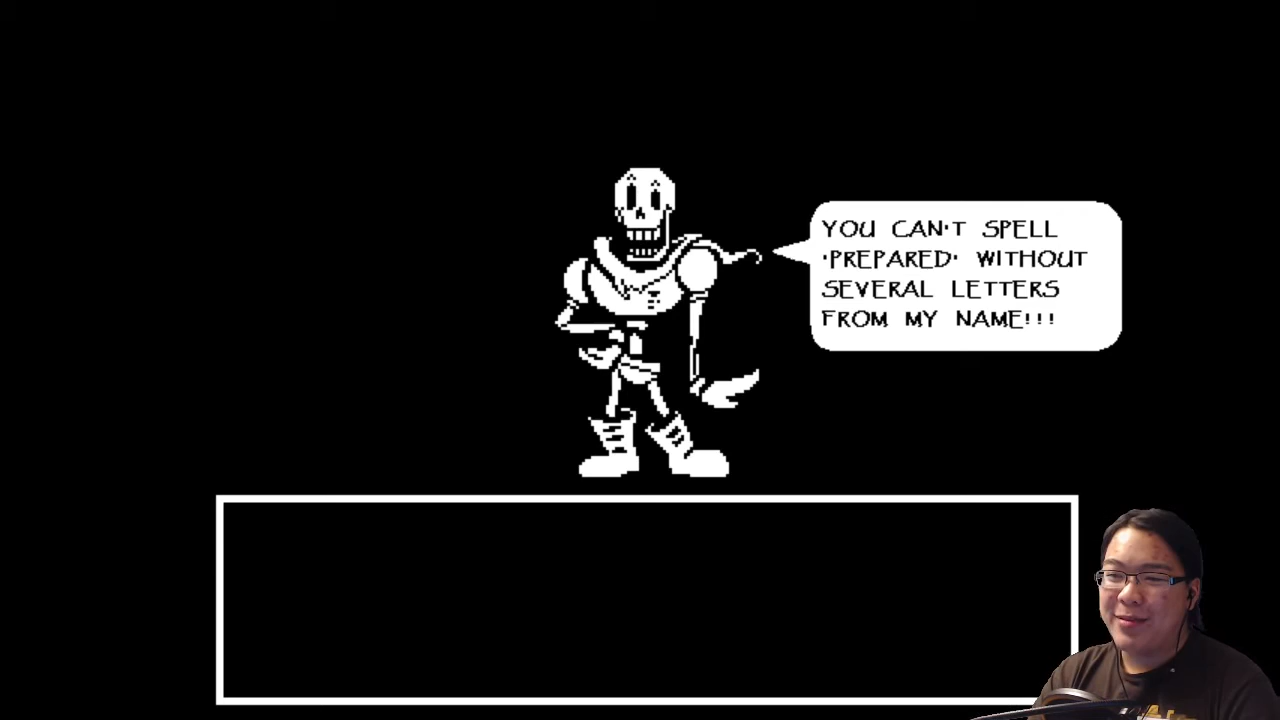 YOU CAN'T SPELL
'PREPARED' WITHOUT
SEVERAL LETTERS
FROM MY NAME!!!